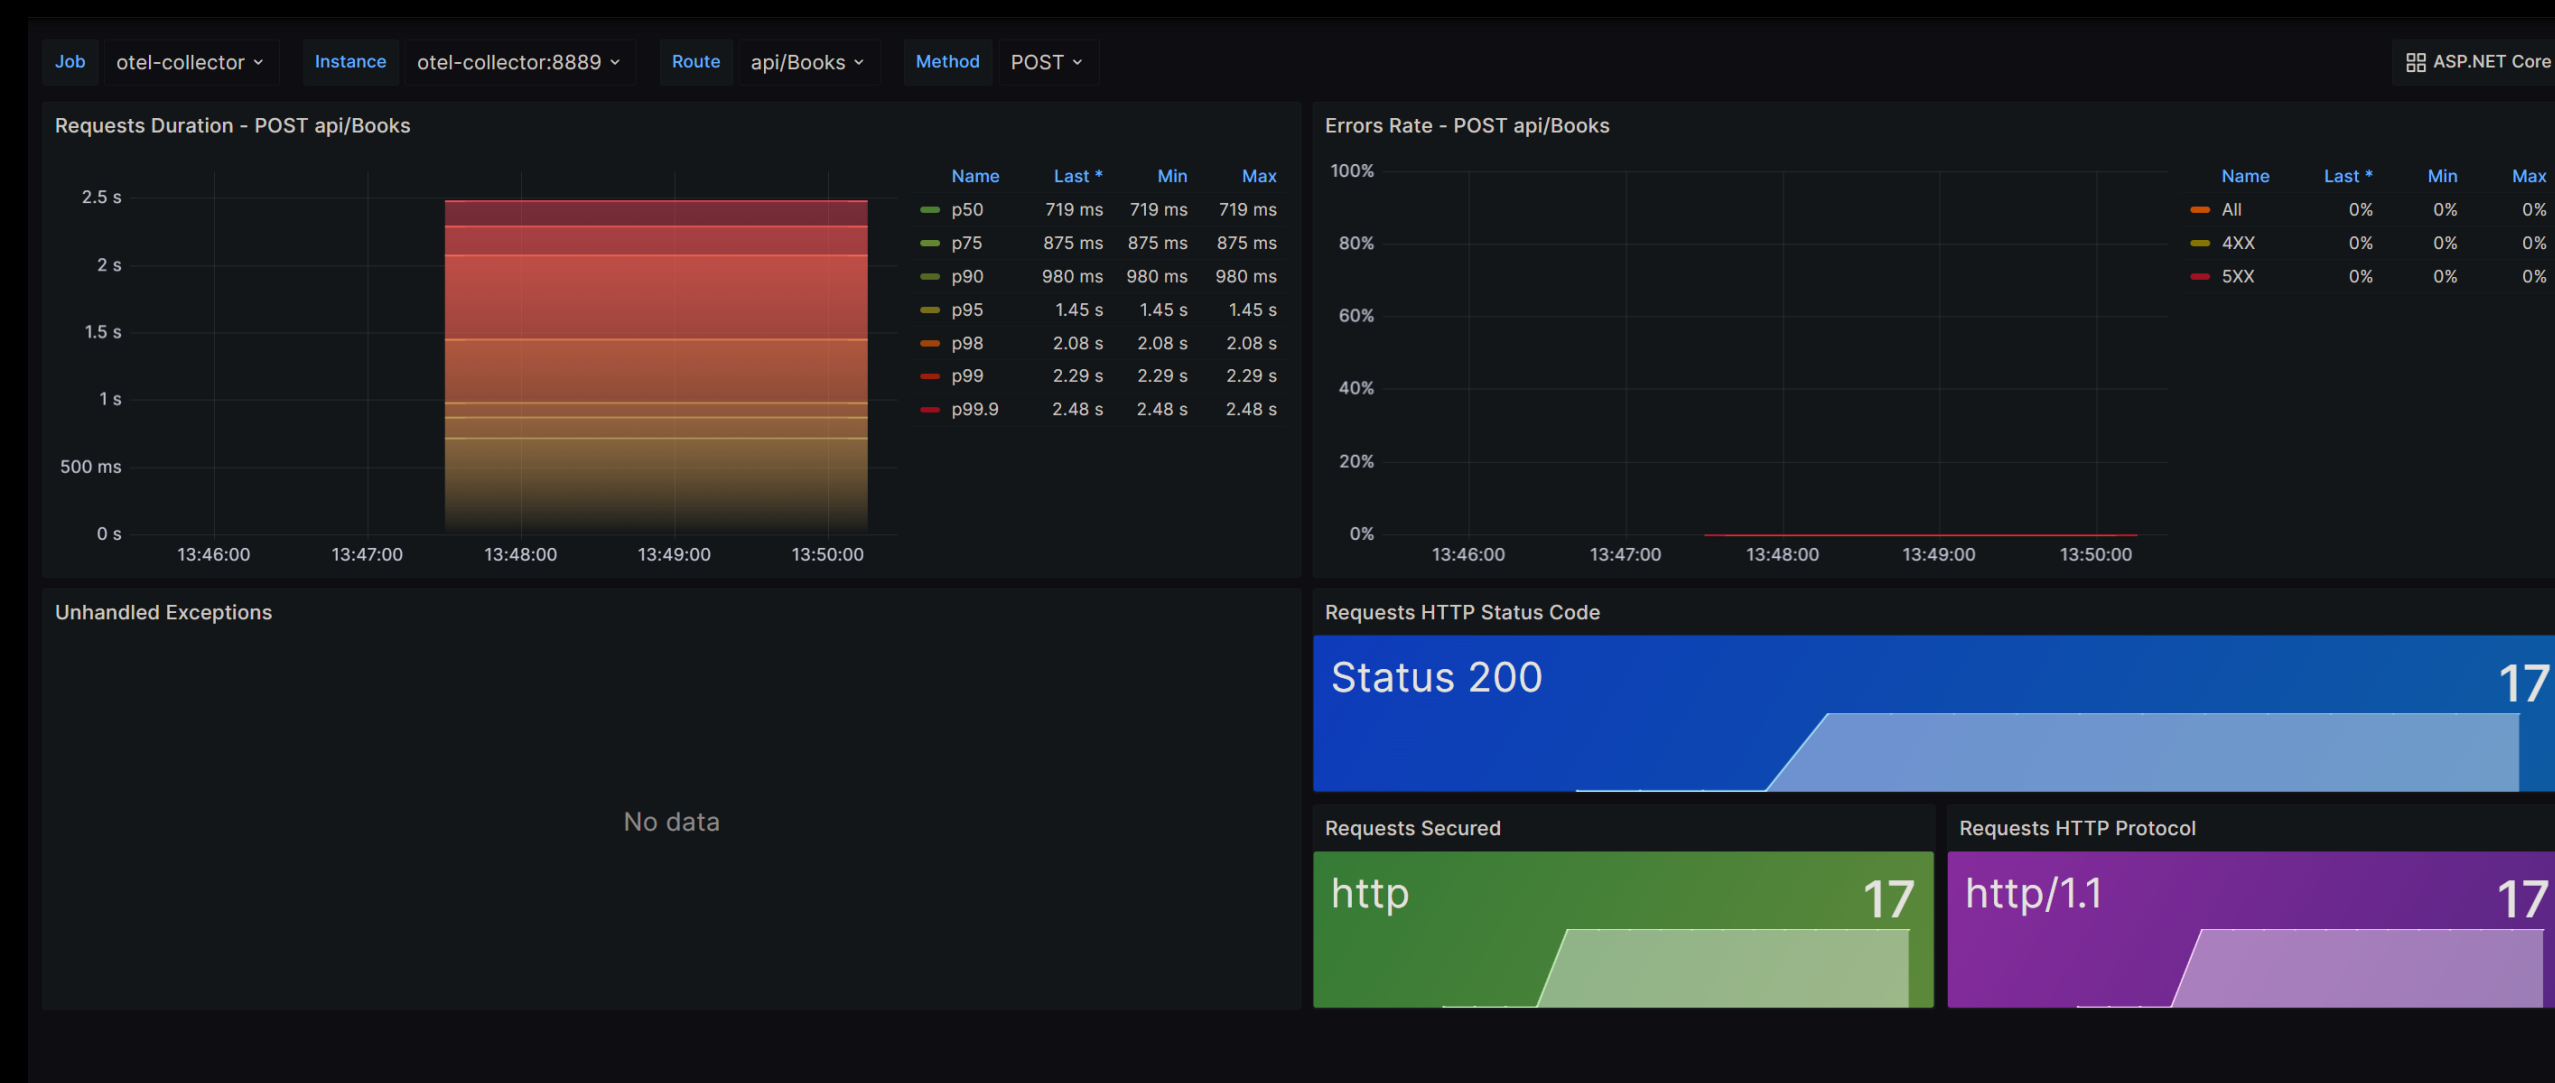 Job otel-collector Instance otel-collector:8889 Route api/Books Method POST ASP.NET Core
Requests Duration - POST api/Books
2.5 s
2 s
1.5 s
1 s
500 ms
0 s
13:46:00 13:47:00 13:48:00 13:49:00 13:50:00
Name Last * Min Max
p50 719 ms 719 ms 719 ms
p75 875 ms 875 ms 875 ms
p90 980 ms 980 ms 980 ms
p95 1.45 s 1.45 s 1.45 s
p98 2.08 s 2.08 s 2.08 s
p99 2.29 s 2.29 s 2.29 s
p99.9 2.48 s 2.48 s 2.48 s
Errors Rate - POST api/Books
100%
80%
60%
40%
20%
0%
13:46:00 13:47:00 13:48:00 13:49:00 13:50:00
Name Last * Min Max
All 0% 0% 0%
4XX 0% 0% 0%
5XX 0% 0% 0%
Unhandled Exceptions
No data
Requests HTTP Status Code
Status 200 17
Requests Secured
http 17
Requests HTTP Protocol
http/1.1 17